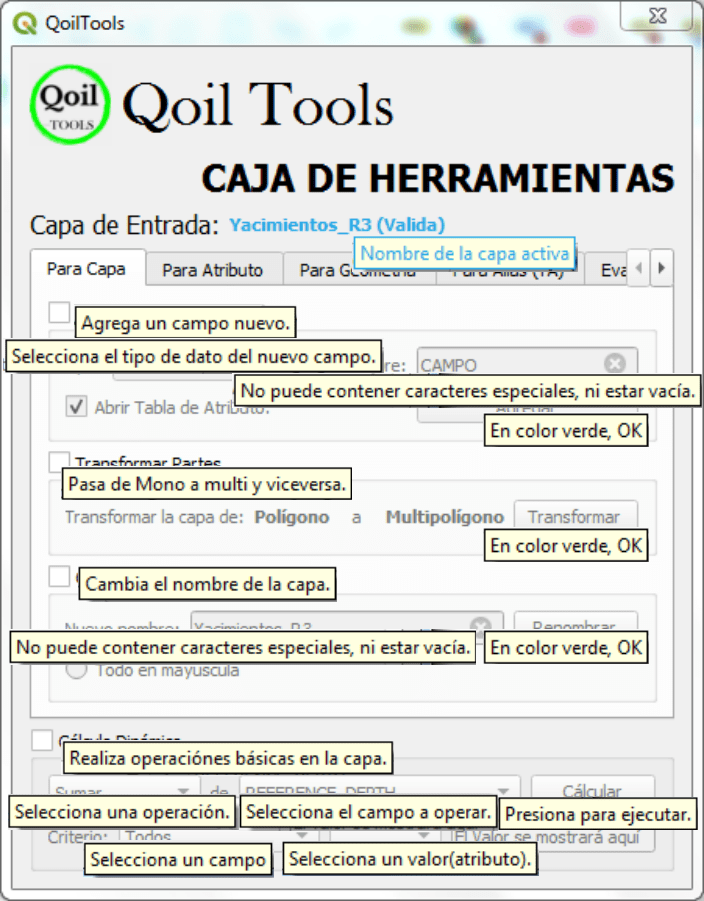 QoilTools
Qoil
TOOLS
Qoil Tools
CAJA DE HERRAMIENTAS
Capa de Entrada: Yacimientos_R3 (Valida)
Nombre de la capa activa
Para Capa Para Atributo Para Geometría Para Alias (TA) Eva
Agrega un campo nuevo.
Selecciona el tipo de dato del nuevo campo.
re: CAMPO
No puede contener caracteres especiales, ni estar vacía.
Abrir Tabla de Atributo. Agregar
En color verde, OK
Transformar Partes
Pasa de Mono a multi y viceversa.
Transformar la capa de: Polígono a Multipolígono Transformar
En color verde, OK
Cambia el nombre de la capa.
Nuevo nombre: Yacimientos_R3 Renombrar
No puede contener caracteres especiales, ni estar vacía. En color verde, OK
Todo en mayuscula
Cálculo Dinámico
Realiza operaciónes básicas en la capa.
Sumar de REFERENCE_DEPTH Cálcular
Selecciona una operación. Selecciona el campo a operar. Presiona para ejecutar.
Criterio: Todos El Valor se mostrará aquí
Selecciona un campo Selecciona un valor(atributo).